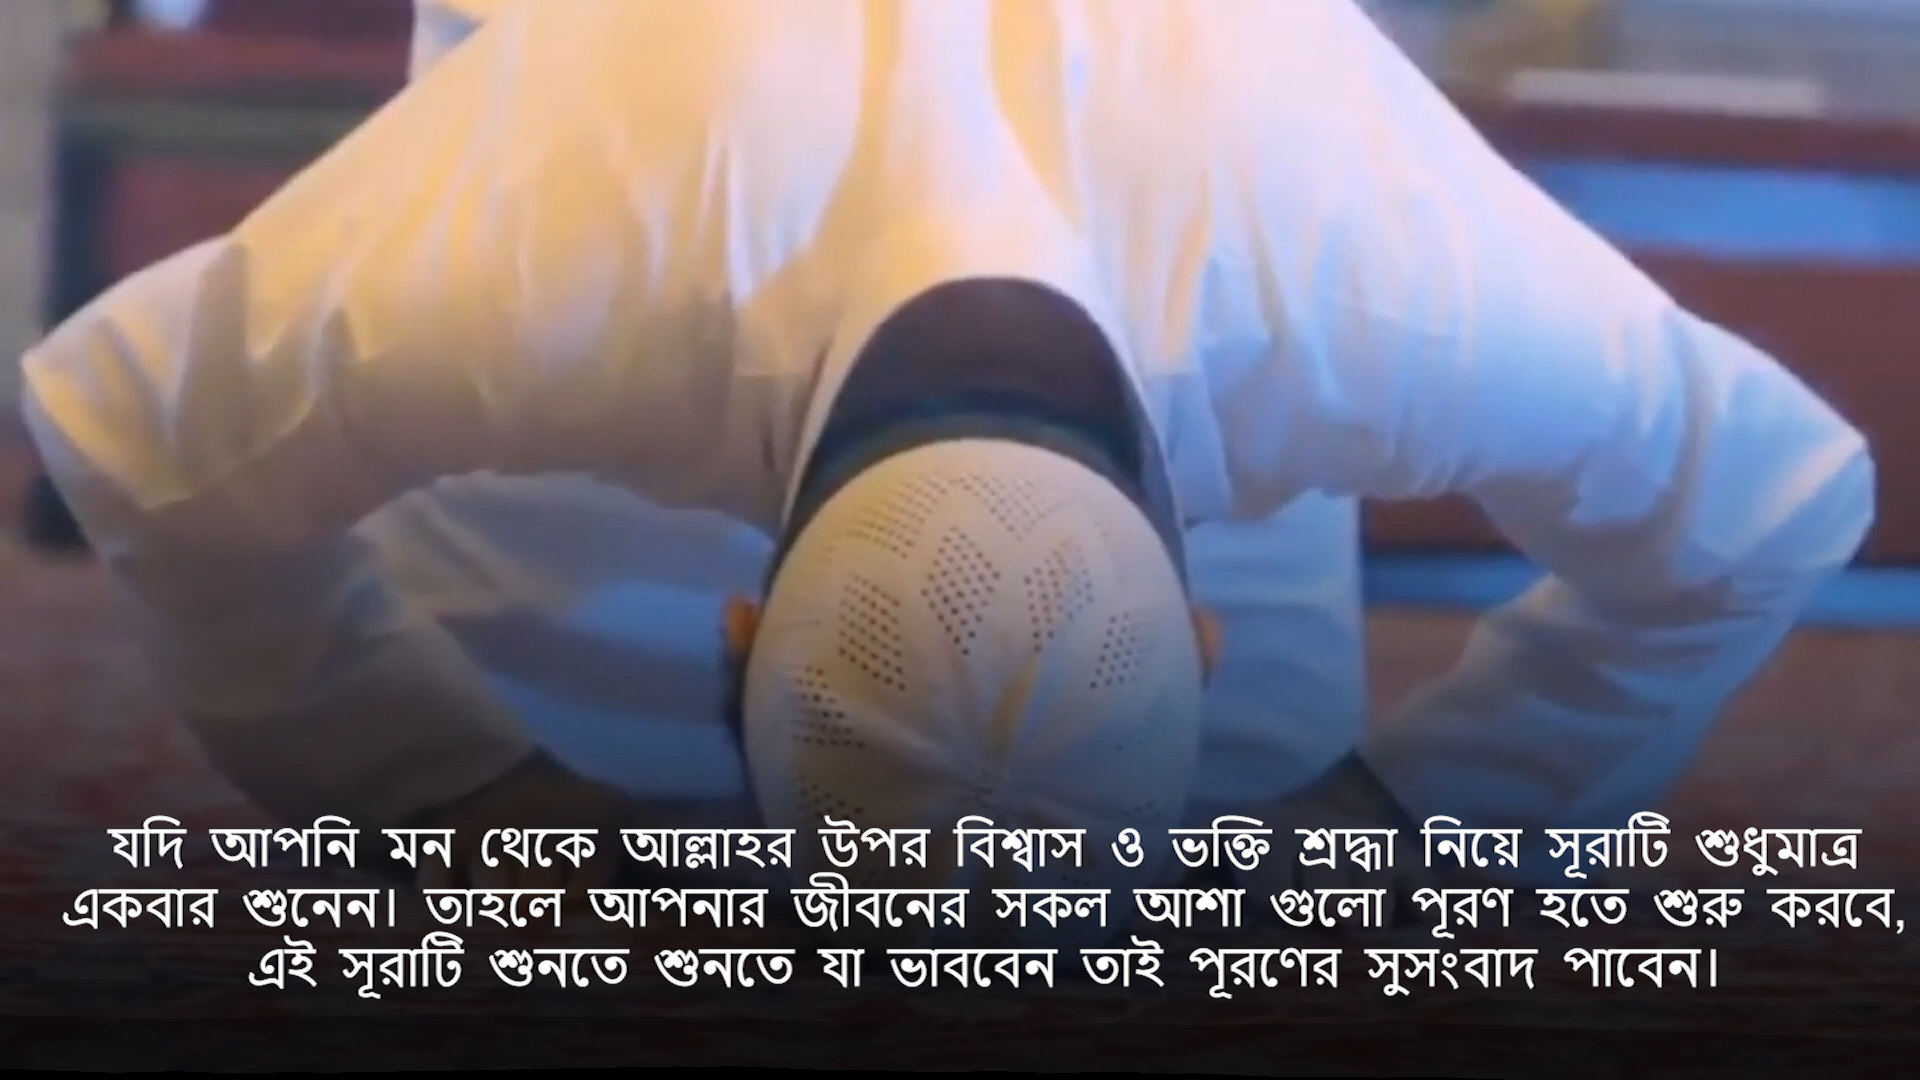 যদি আপনি মন থেকে আল্লাহর উপর বিশ্বাস ও ভক্তি শ্রদ্ধা নিয়ে সূরাটি শুধুমাত্র
একবার শুনেন। তাহলে আপনার জীবনের সকল আশা গুলো পূরণ হতে শুরু করবে,
এই সূরাটি শুনতে শুনতে যা ভাববেন তাই পূরণের সুসংবাদ পাবেন।